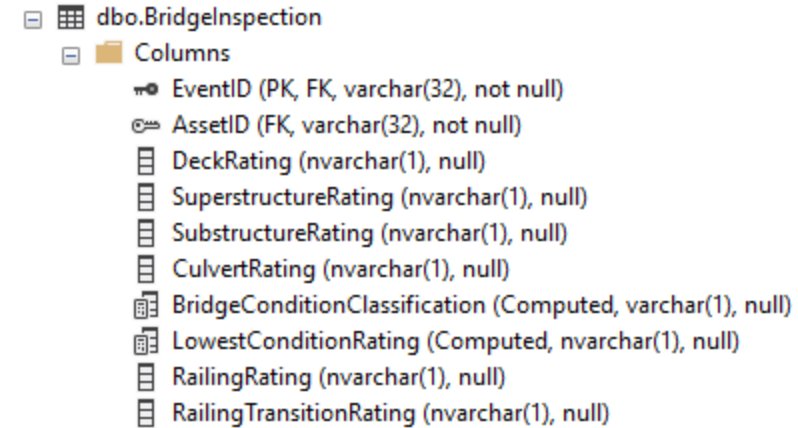 dbo.BridgeInspection
Columns
EventID (PK, FK, varchar(32), not null)
AssetID (FK, varchar(32), not null)
DeckRating (nvarchar(1), null)
SuperstructureRating (nvarchar(1), null)
SubstructureRating (nvarchar(1), null)
CulvertRating (nvarchar(1), null)
BridgeConditionClassification (Computed, varchar(1), null)
LowestConditionRating (Computed, nvarchar(1), null)
RailingRating (nvarchar(1), null)
RailingTransitionRating (nvarchar(1), null)